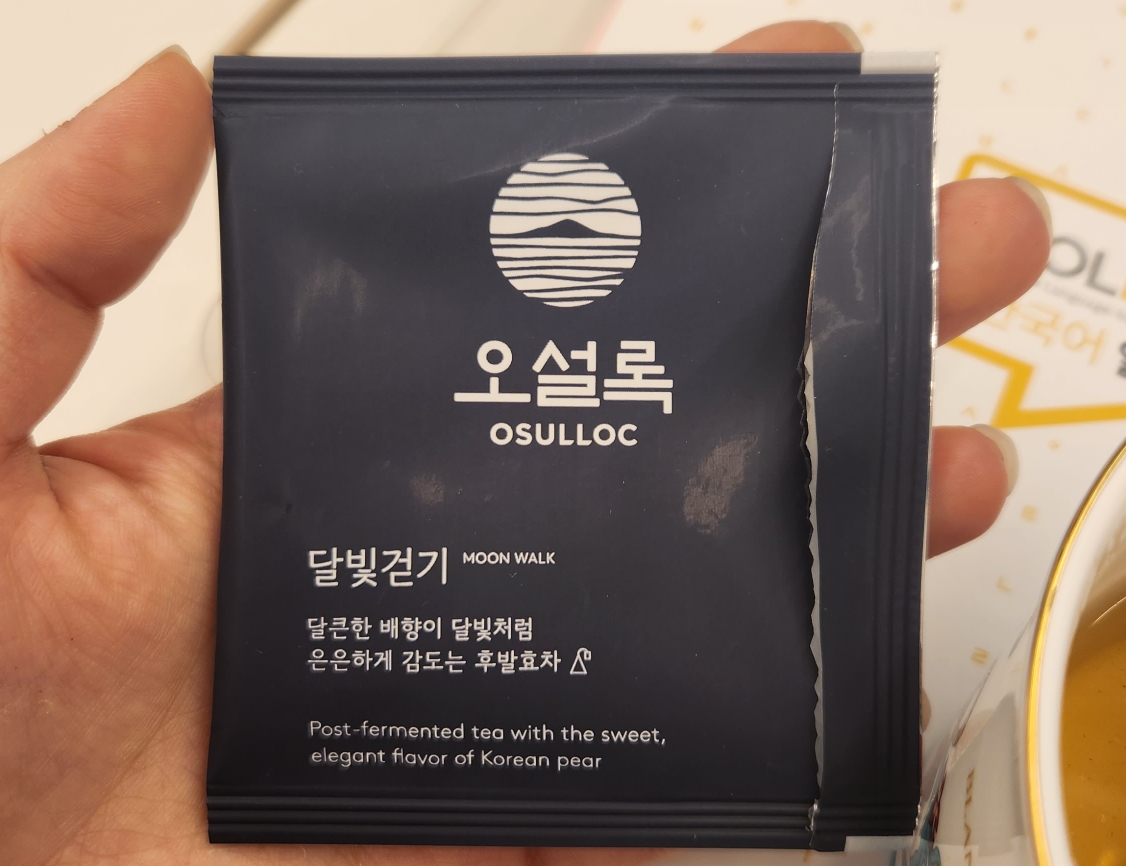 오설록
OSULLOC
달빛걷기 MOON WALK
달큰한 배향이 달빛처럼
은은하게 감도는 후발효차
Post-fermented tea with the sweet,
elegant flavor of Korean pear